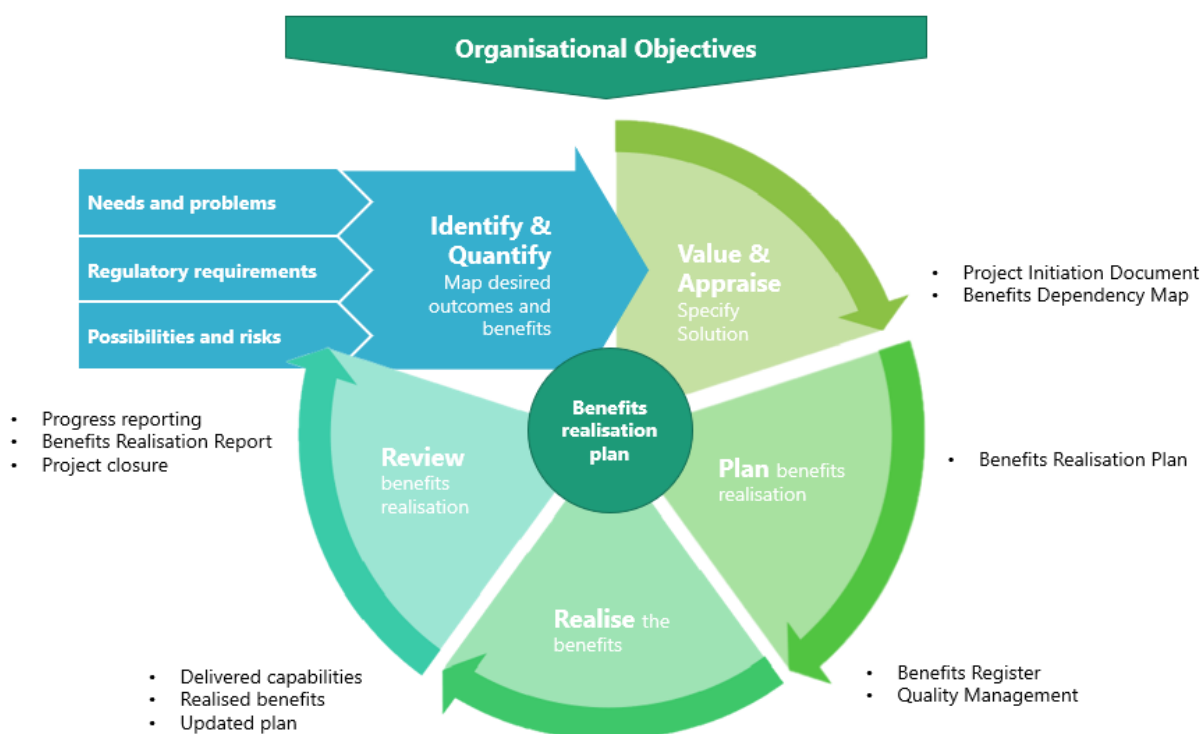 Organisational Objectives
Needs and problems
Regulatory requirements
Possibilities and risks
Identify &
Quantify
Map desired
outcomes and
benefits
Value &
Appraise
Specify
Solution
• Project Initiation Document
• Benefits Dependency Map
Benefits
realisation
plan
Plan benefits
realisation
• Benefits Realisation Plan
• Benefits Register
• Quality Management
Realise the
benefits
• Delivered capabilities
• Realised benefits
• Updated plan
Review
benefits
realisation
• Progress reporting
• Benefits Realisation Report
• Project closure